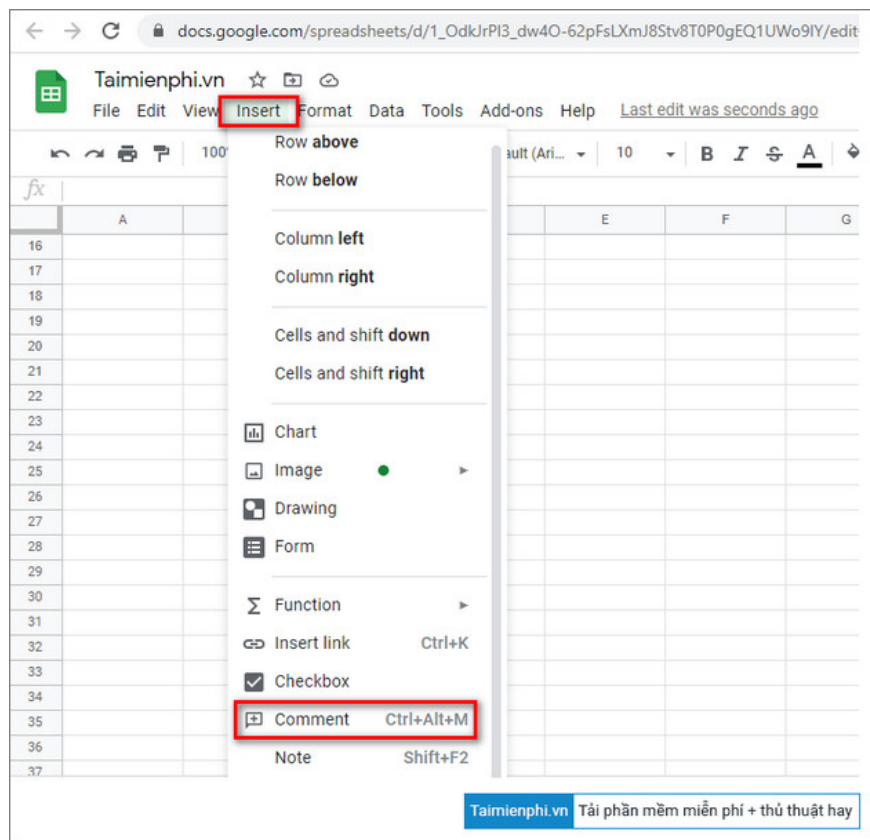 docs.google.com/spreadsheets/d/1_OdkJrPI3_dw4O-62pFsLXmJ8Stv8T0P0gEQ1UWo9IY/edit
Taimienphi.vn
File Edit View Insert Format Data Tools Add-ons Help Last edit was seconds ago
100 ault (Ari... 10 B I S A
fx
A E F G
Row above
Row below
Column left
Column right
Cells and shift down
Cells and shift right
Chart
Image
Drawing
Form
Function
Insert link Ctrl+K
Checkbox
Comment Ctrl+Alt+M
Note Shift+F2
16
17
18
19
20
21
22
23
24
25
26
27
28
29
30
31
32
33
34
35
36
37
Taimienphi.vn Tải phần mềm miễn phí + thủ thuật hay